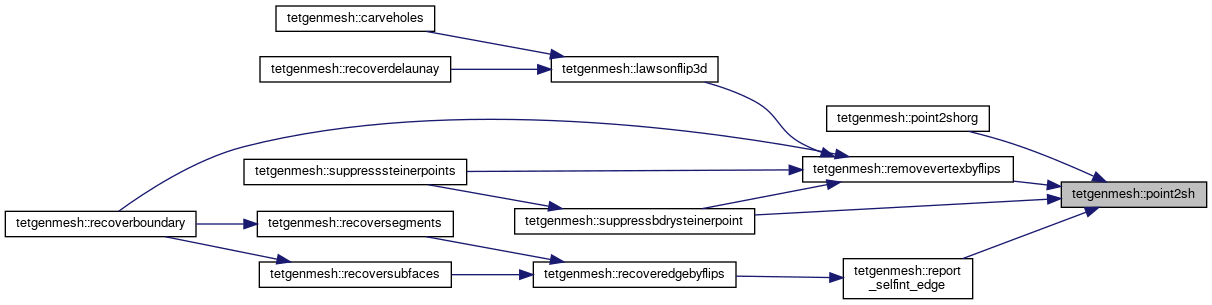 tetgenmesh::carveholes
tetgenmesh::recoverdelaunay
tetgenmesh::lawsonflip3d
tetgenmesh::point2shorg
tetgenmesh::suppresssteinerpoints
tetgenmesh::removevertexbyflips
tetgenmesh::point2sh
tetgenmesh::recoverboundary
tetgenmesh::recoversegments
tetgenmesh::suppressbdrysteinerpoint
tetgenmesh::recoversubfaces
tetgenmesh::recoveredgebyflips
tetgenmesh::report
_selfint_edge